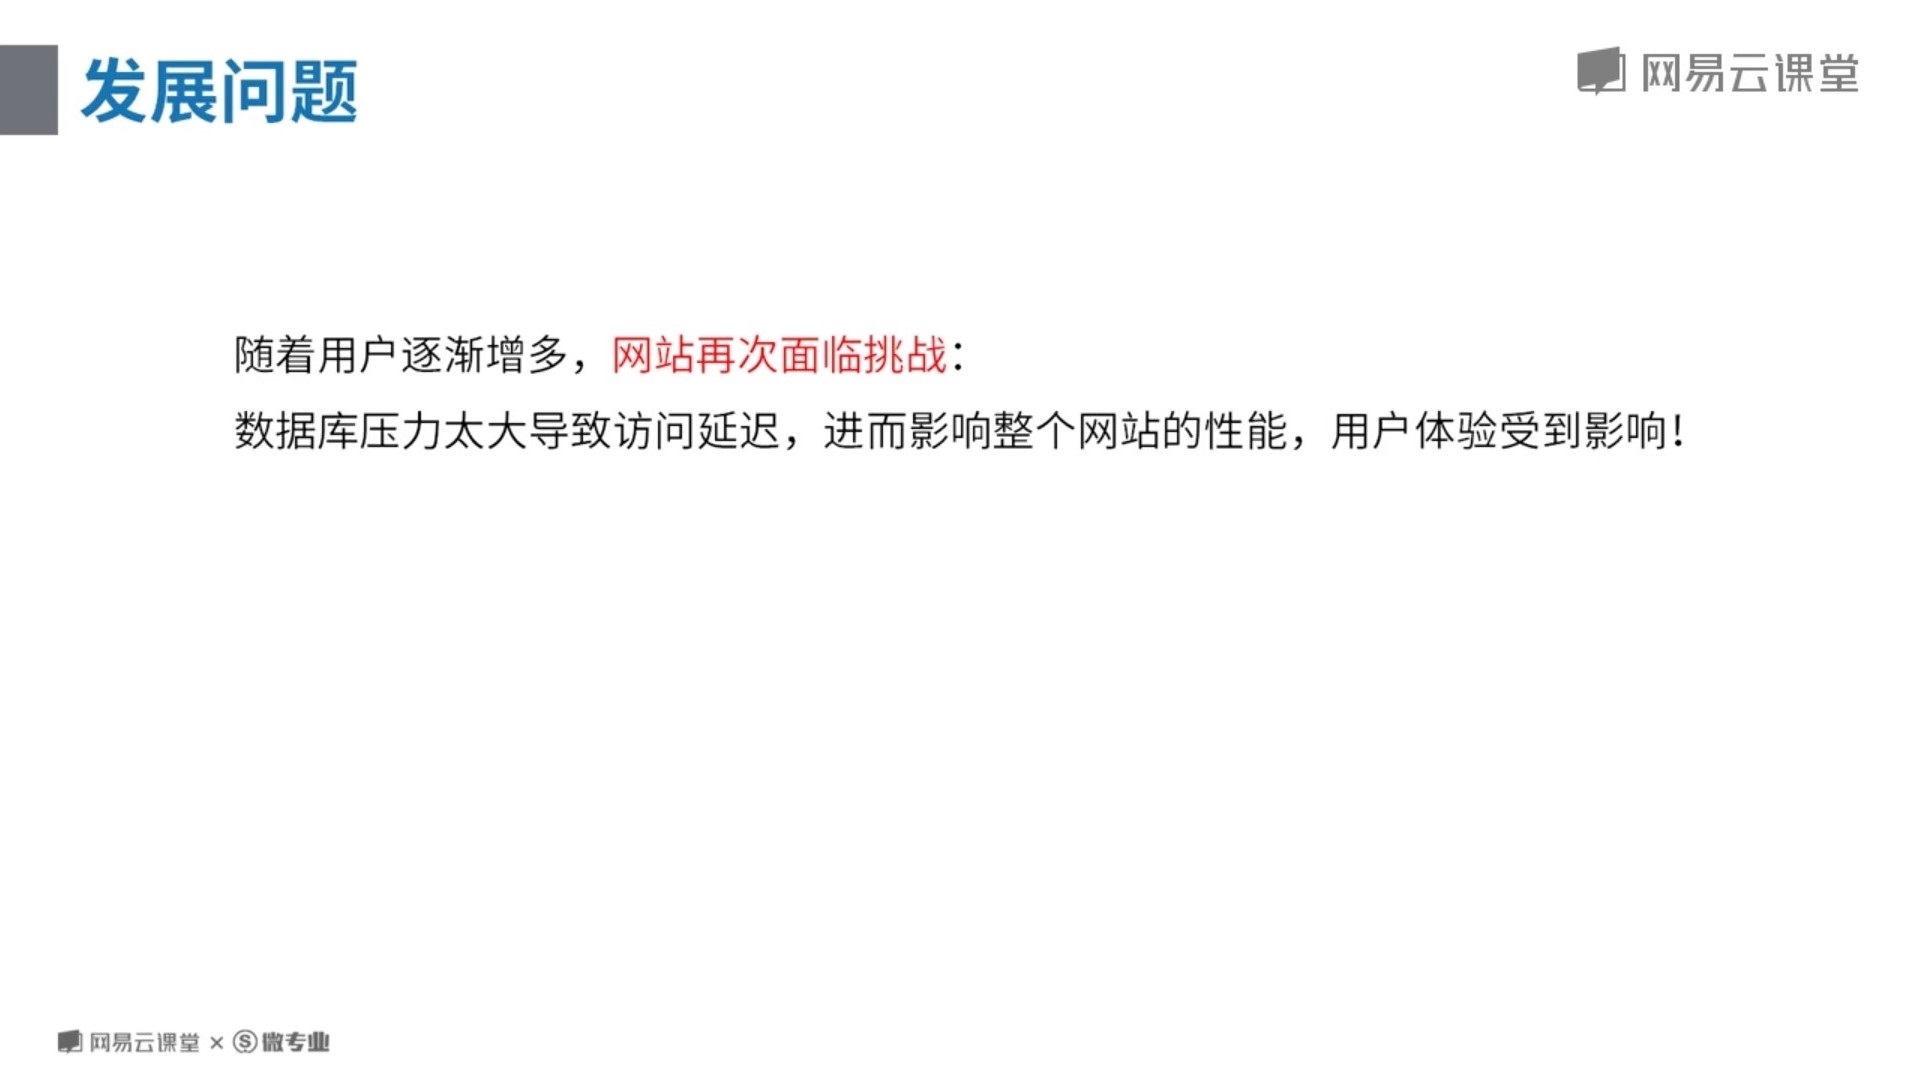 发展问题
网易云课堂
随着用户逐渐增多，网站再次面临挑战：
数据库压力太大导致访问延迟，进而影响整个网站的性能，用户体验受到影响！
网易云课堂 × Ⓢ 微专业